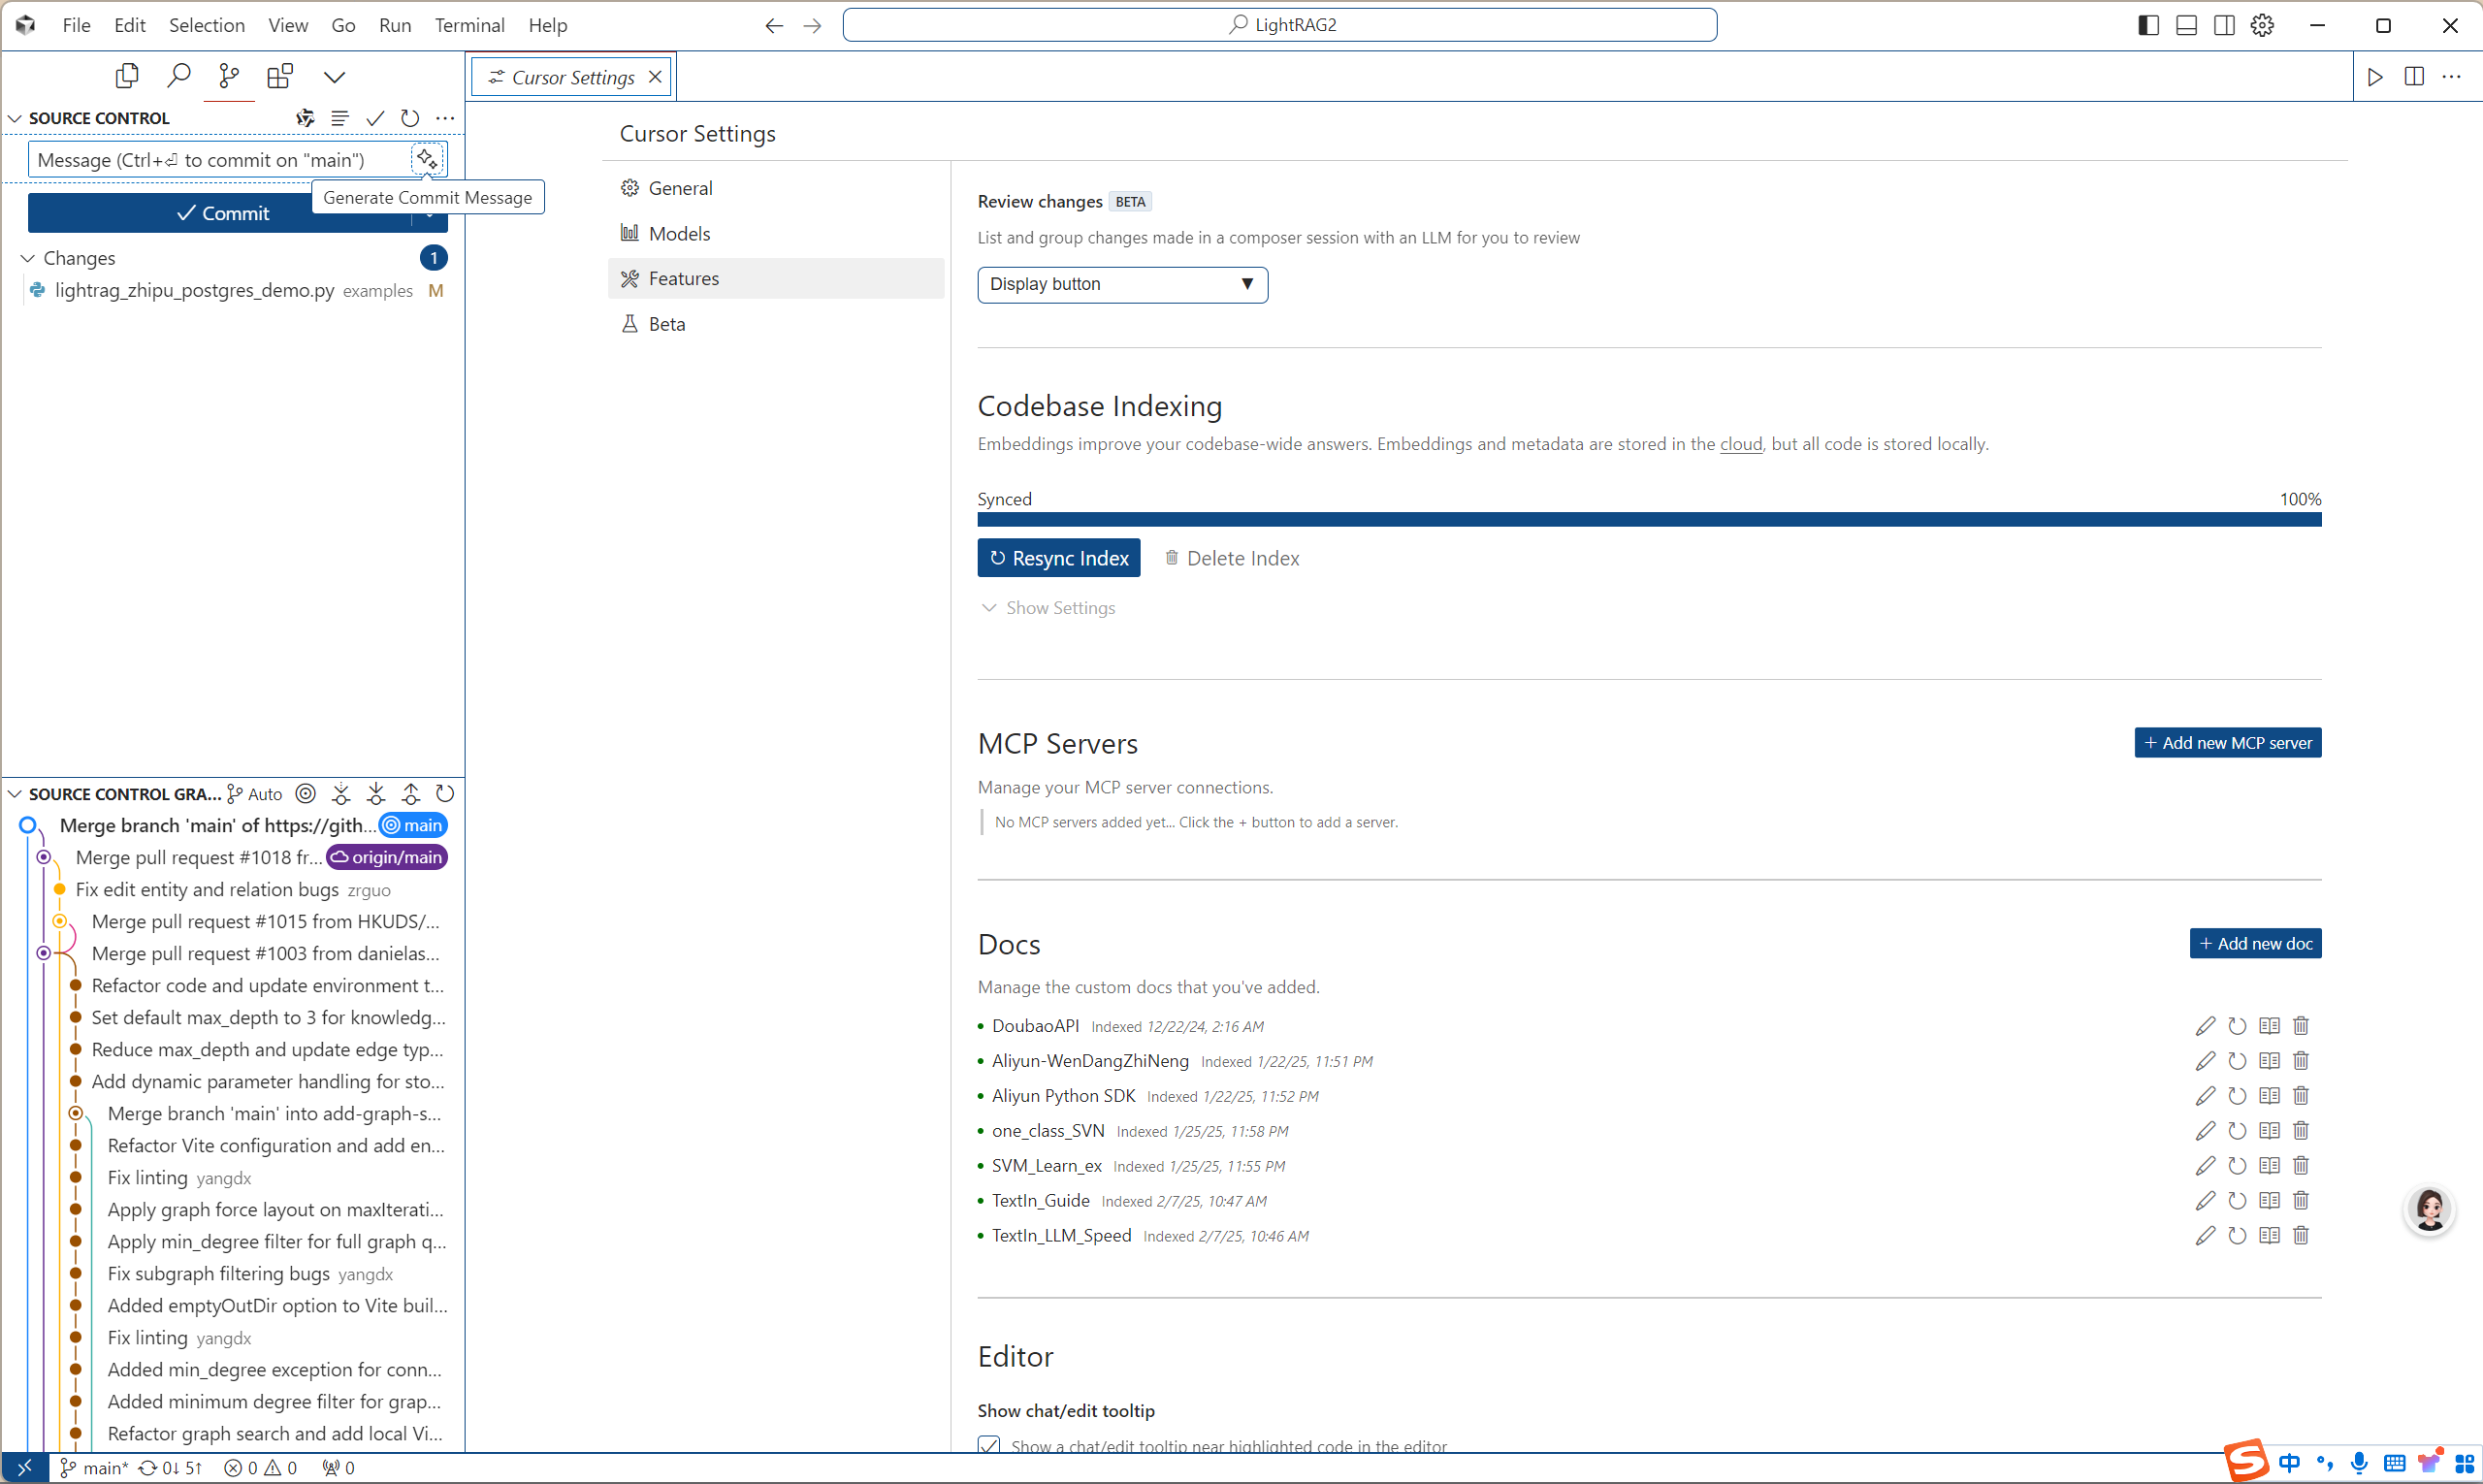 File Edit Selection View Go Run Terminal Help
LightRAG2
Cursor Settings
SOURCE CONTROL
Message (Ctrl+⏎ to commit on "main")
Generate Commit Message
Commit
Changes 1
lightrag_zhipu_postgres_demo.py examples M
SOURCE CONTROL GRA... Auto
Merge branch 'main' of https://gith... main
Merge pull request #1018 fr... origin/main
Fix edit entity and relation bugs zrguo
Merge pull request #1015 from HKUDS/...
Merge pull request #1003 from danielas...
Refactor code and update environment t...
Set default max_depth to 3 for knowledg...
Reduce max_depth and update edge typ...
Add dynamic parameter handling for sto...
Merge branch 'main' into add-graph-s...
Refactor Vite configuration and add en...
Fix linting yangdx
Apply graph force layout on maxIterati...
Apply min_degree filter for full graph q...
Fix subgraph filtering bugs yangdx
Added emptyOutDir option to Vite buil...
Fix linting yangdx
Added min_degree exception for conn...
Added minimum degree filter for grap...
Refactor graph search and add local Vi...
Cursor Settings
General
Models
Features
Beta
Review changes BETA
List and group changes made in a composer session with an LLM for you to review
Display button
Codebase Indexing
Embeddings improve your codebase-wide answers. Embeddings and metadata are stored in the cloud, but all code is stored locally.
Synced 100%
Resync Index Delete Index
Show Settings
MCP Servers
+ Add new MCP server
Manage your MCP server connections.
No MCP servers added yet... Click the + button to add a server.
Docs
+ Add new doc
Manage the custom docs that you've added.
DoubaoAPI Indexed 12/22/24, 2:16 AM
Aliyun-WenDangZhiNeng Indexed 1/22/25, 11:51 PM
Aliyun Python SDK Indexed 1/22/25, 11:52 PM
one_class_SVN Indexed 1/25/25, 11:58 PM
SVM_Learn_ex Indexed 1/25/25, 11:55 PM
TextIn_Guide Indexed 2/7/25, 10:47 AM
TextIn_LLM_Speed Indexed 2/7/25, 10:46 AM
Editor
Show chat/edit tooltip
Show a chat/edit tooltip near highlighted code in the editor
main* 0↓ 5↑ 0 0 0
S 中